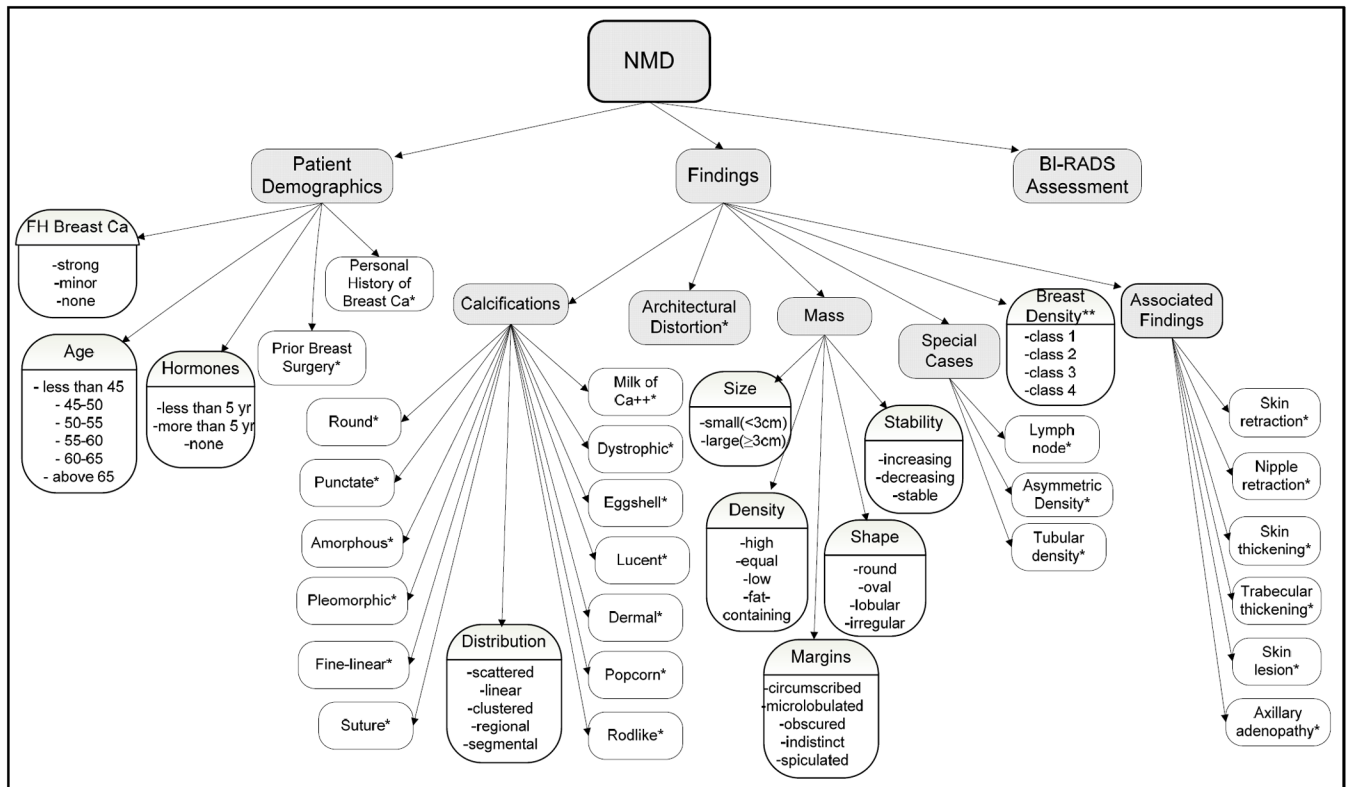 NMD
Patient
Demographics
Findings
BI-RADS
Assessment
FH Breast Ca
-strong
-minor
-none
Personal
History of
Breast Ca*
Age
- less than 45
- 45-50
- 50-55
- 55-60
- 60-65
- above 65
Hormones
-less than 5 yr
-more than 5 yr
-none
Prior Breast
Surgery*
Calcifications
Round*
Punctate*
Amorphous*
Pleomorphic*
Fine-linear*
Suture*
Distribution
-scattered
-linear
-clustered
-regional
-segmental
Milk of
Ca++*
Dystrophic*
Eggshell*
Lucent*
Dermal*
Popcorn*
Rodlike*
Architectural
Distortion*
Mass
Size
-small(<3cm)
-large(≥3cm)
Density
-high
-equal
-low
-fat-
containing
Margins
-circumscribed
-microlobulated
-obscured
-indistinct
-spiculated
Shape
-round
-oval
-lobular
-irregular
Stability
-increasing
-decreasing
-stable
Special
Cases
Lymph
node*
Asymmetric
Density*
Tubular
density*
Breast
Density**
-class 1
-class 2
-class 3
-class 4
Associated
Findings
Skin
retraction*
Nipple
retraction*
Skin
thickening*
Trabecular
thickening*
Skin
lesion*
Axillary
adenopathy*